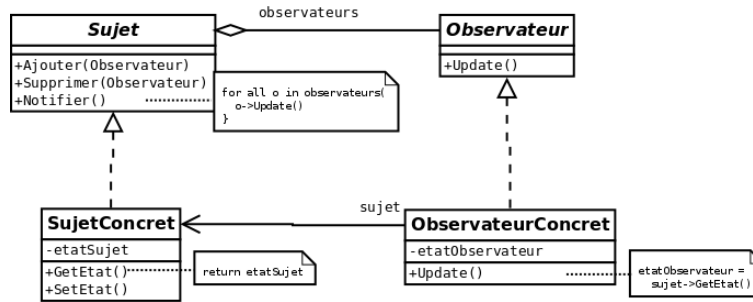 Sujet
observateurs
Observateur
+Ajouter(Observateur)
+Supprimer(Observateur)
+Notifier()
for all o in observateurs(
o->Update()
}
+Update()
SujetConcret
-etatSujet
+GetEtat()
+SetEtat()
return etatSujet
sujet
ObservateurConcret
-etatObservateur
+Update()
etatObservateur =
sujet->GetEtat()